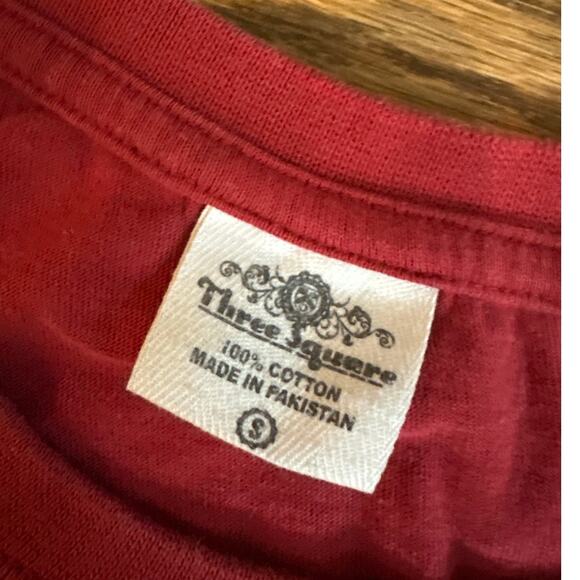 Three Square
100% COTTON
MADE IN PAKISTAN
S